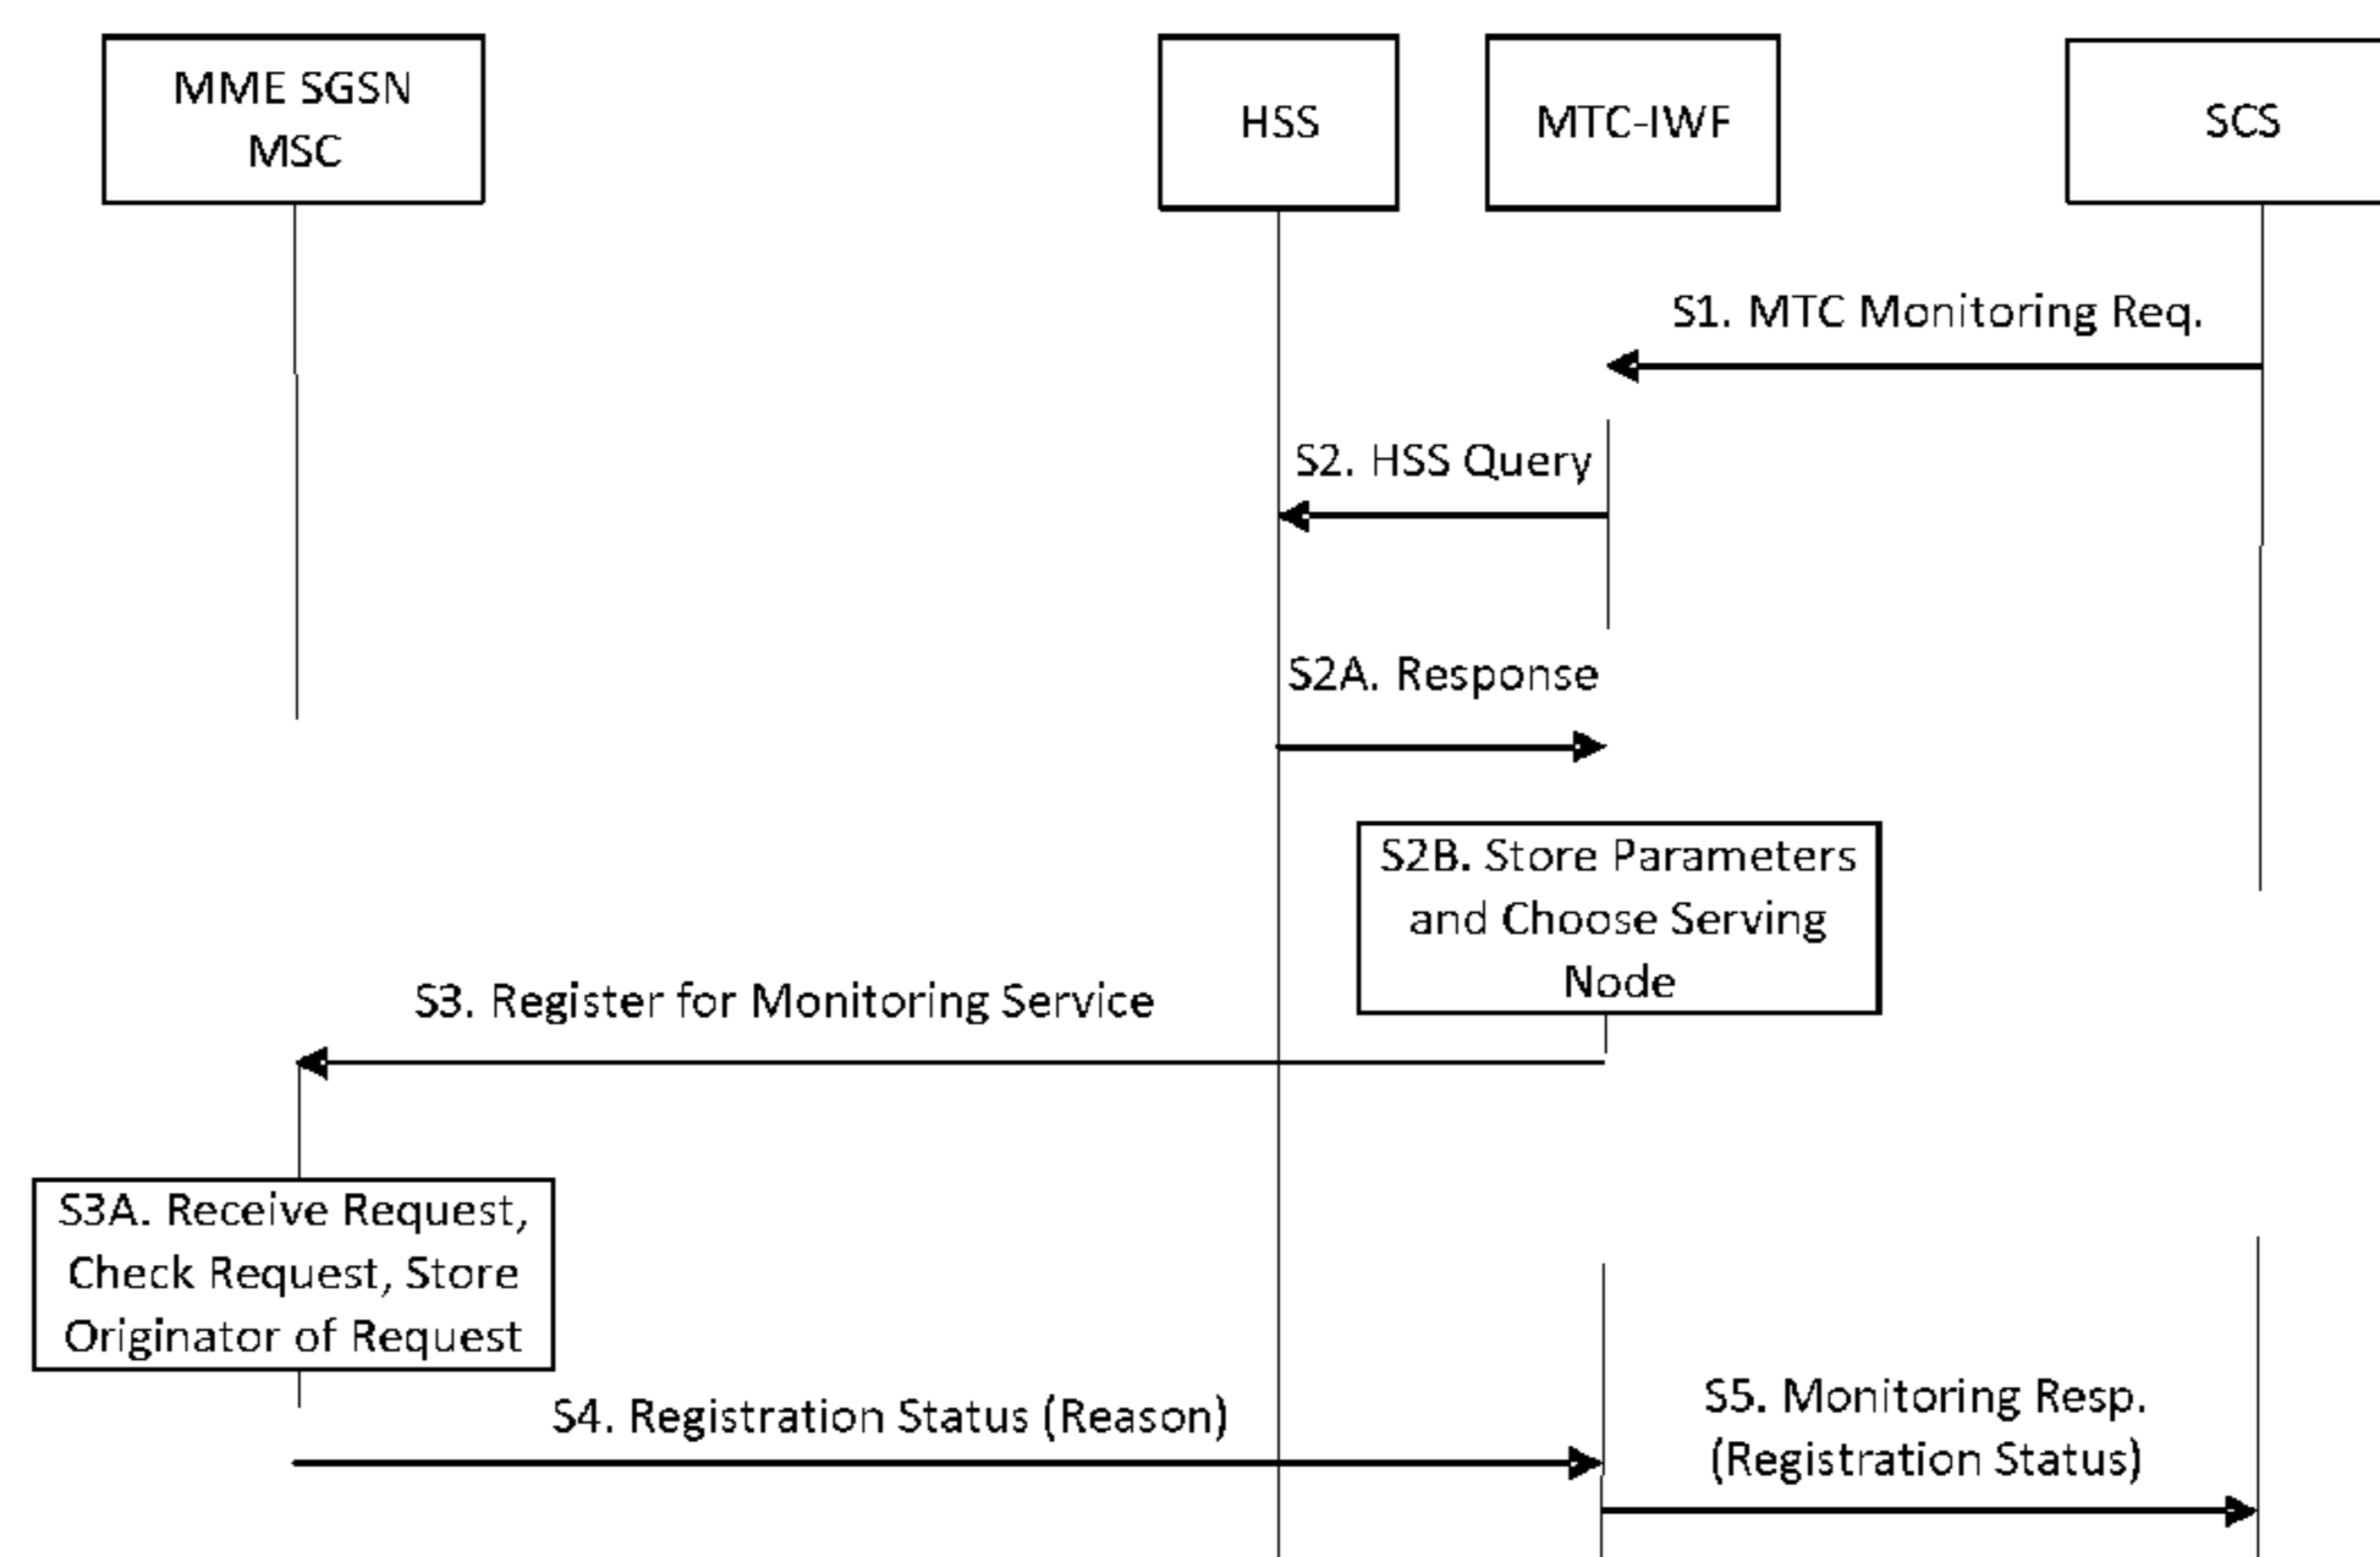 MME SGSN
MSC
HSS
MTC-IWF
SCS
S1. MTC Monitoring Req.
S2. HSS Query
S2A. Response
S2B. Store Parameters
and Choose Serving
Node
S3. Register for Monitoring Service
S3A. Receive Request,
Check Request, Store
Originator of Request
S4. Registration Status (Reason)
S5. Monitoring Resp.
(Registration Status)